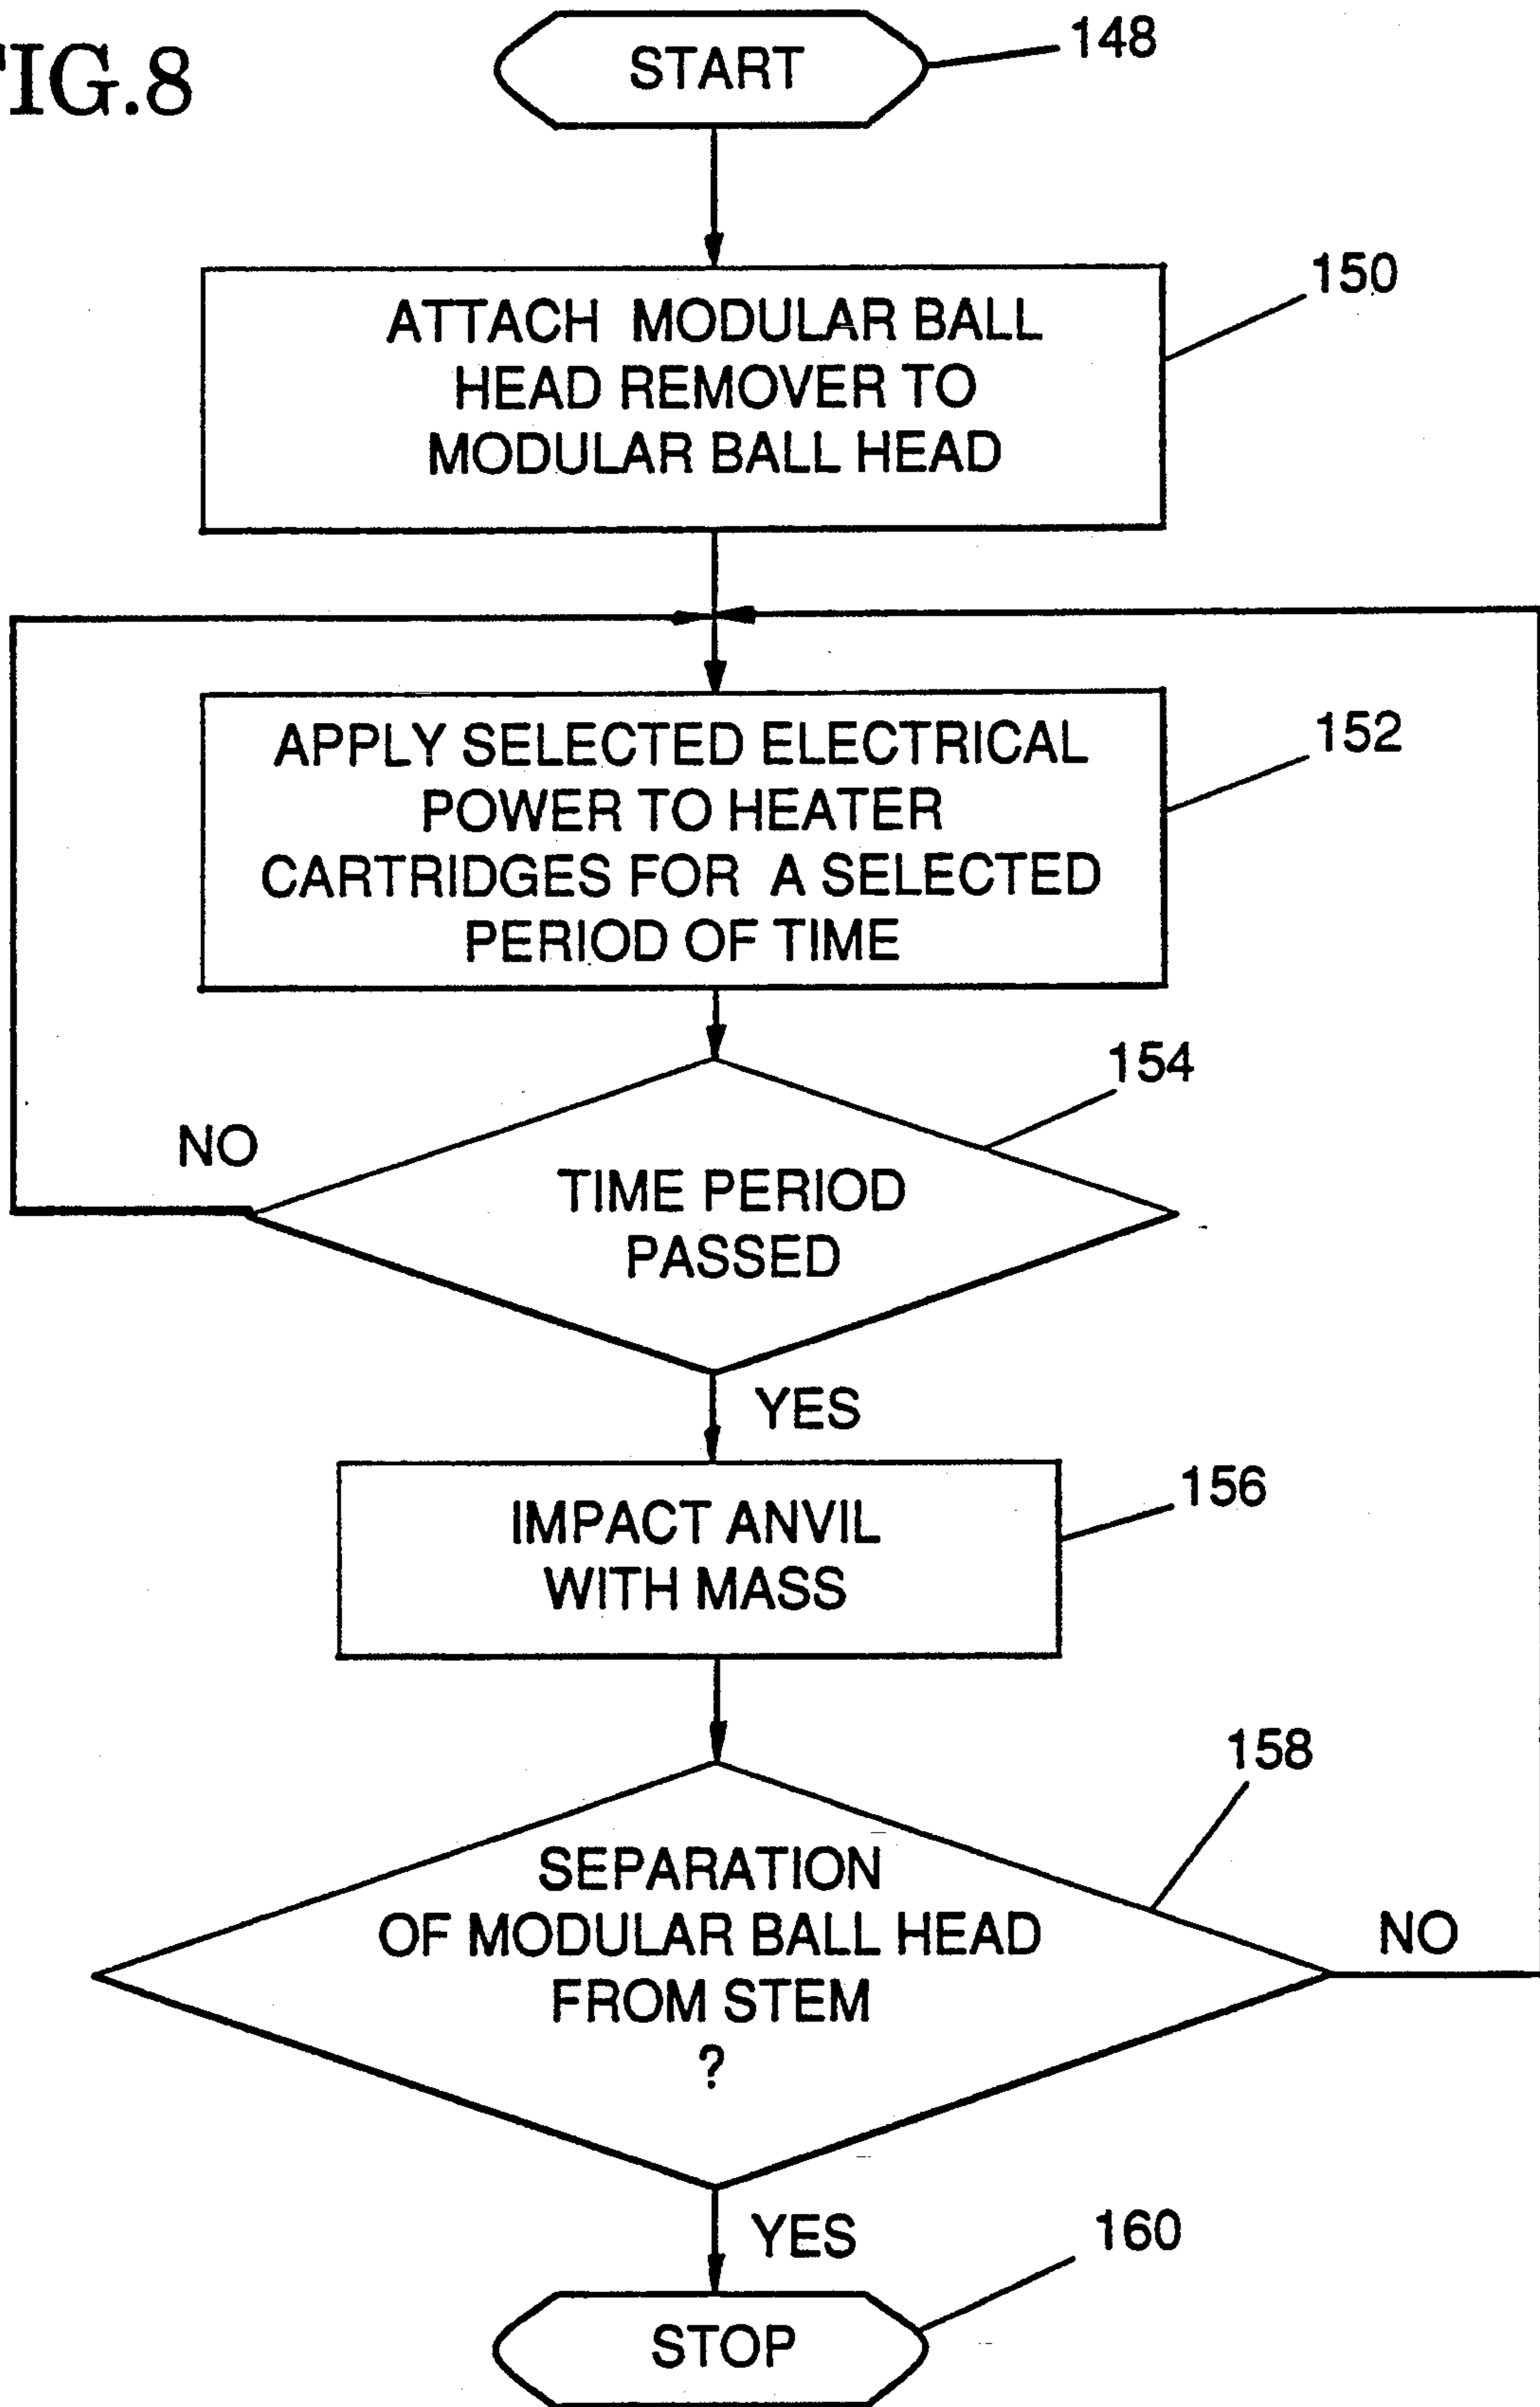 FIG.8
START
148
ATTACH MODULAR BALL
HEAD REMOVER TO
MODULAR BALL HEAD
150
APPLY SELECTED ELECTRICAL
POWER TO HEATER
CARTRIDGES FOR A SELECTED
PERIOD OF TIME
152
154
NO
TIME PERIOD
PASSED
YES
IMPACT ANVIL
WITH MASS
156
158
SEPARATION
OF MODULAR BALL HEAD
FROM STEM
?
NO
YES
160
STOP